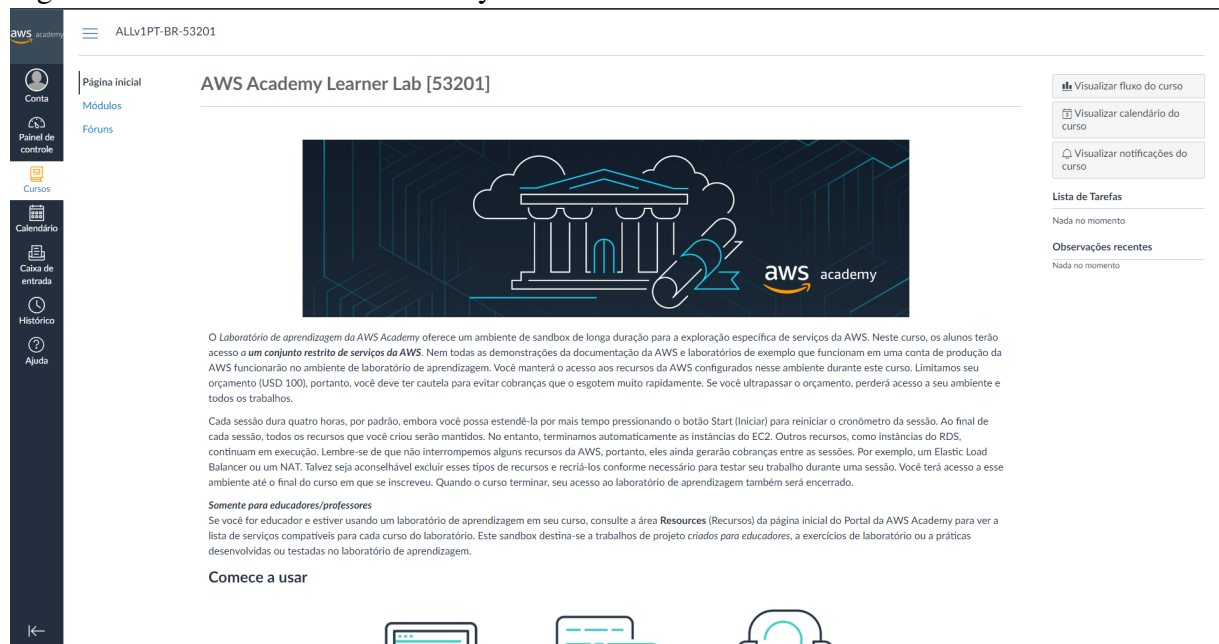 aws academy
ALLv1PT-BR-53201
Conta
Painel de
controle
Cursos
Calendário
Caixa de
entrada
Histórico
Ajuda
Página inicial
Módulos
Fóruns
AWS Academy Learner Lab [53201]
aws academy
O Laboratório de aprendizagem da AWS Academy oferece um ambiente de sandbox de longa duração para a exploração específica de serviços da AWS. Neste curso, os alunos terão
acesso a um conjunto restrito de serviços da AWS. Nem todas as demonstrações da documentação da AWS e laboratórios de exemplo que funcionam em uma conta de produção da
AWS funcionarão no ambiente de laboratório de aprendizagem. Você manterá o acesso aos recursos da AWS configurados nesse ambiente durante este curso. Limitamos seu
orçamento (USD 100), portanto, você deve ter cautela para evitar cobranças que o esgotem muito rapidamente. Se você ultrapassar o orçamento, perderá acesso a seu ambiente e
todos os trabalhos.
Cada sessão dura quatro horas, por padrão, embora você possa estendê-la por mais tempo pressionando o botão Start (Iniciar) para reiniciar o cronômetro da sessão. Ao final de
cada sessão, todos os recursos que você criou serão mantidos. No entanto, terminamos automaticamente as instâncias do EC2. Outros recursos, como instâncias do RDS,
continuam em execução. Lembre-se de que não interrompemos alguns recursos da AWS, portanto, eles ainda gerarão cobranças entre as sessões. Por exemplo, um Elastic Load
Balancer ou um NAT. Talvez seja aconselhável excluir esses tipos de recursos e recriá-los conforme necessário para testar seu trabalho durante uma sessão. Você terá acesso a esse
ambiente até o final do curso em que se inscreveu. Quando o curso terminar, seu acesso ao laboratório de aprendizagem também será encerrado.
Somente para educadores/professores
Se você for educador e estiver usando um laboratório de aprendizagem em seu curso, consulte a área Resources (Recursos) da página inicial do Portal da AWS Academy para ver a
lista de serviços compatíveis para cada curso do laboratório. Este sandbox destina-se a trabalhos de projeto criados para educadores, a exercícios de laboratório ou a práticas
desenvolvidas ou testadas no laboratório de aprendizagem.
Comece a usar
Visualizar fluxo do curso
Visualizar calendário do
curso
Visualizar notificações do
curso
Lista de Tarefas
Nada no momento
Observações recentes
Nada no momento